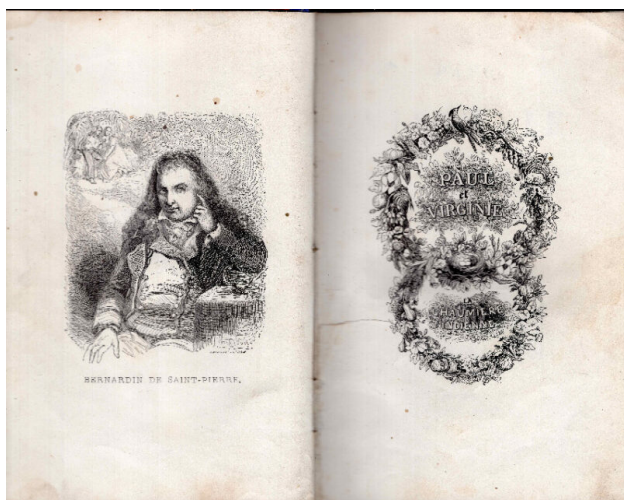 BERNARDIN DE SAINT-PIERRE.
PAUL
et
VIRGINIE
LA
CHAUMIÈRE
INDIENNE